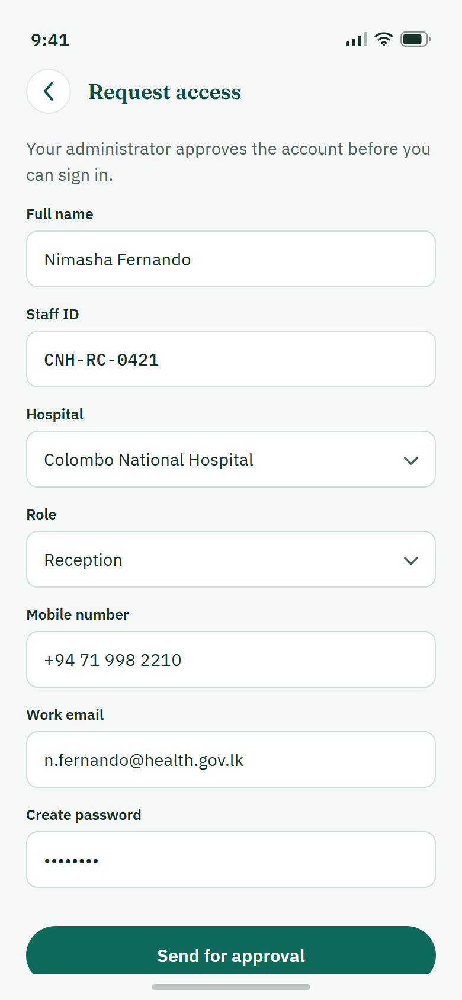 9:41
Request access
Your administrator approves the account before you
can sign in.
Full name
Nimasha Fernando
Staff ID
CNH-RC-0421
Hospital
Colombo National Hospital
Role
Reception
Mobile number
+94 71 998 2210
Work email
n.fernando@health.gov.lk
Create password
••••••••
Send for approval